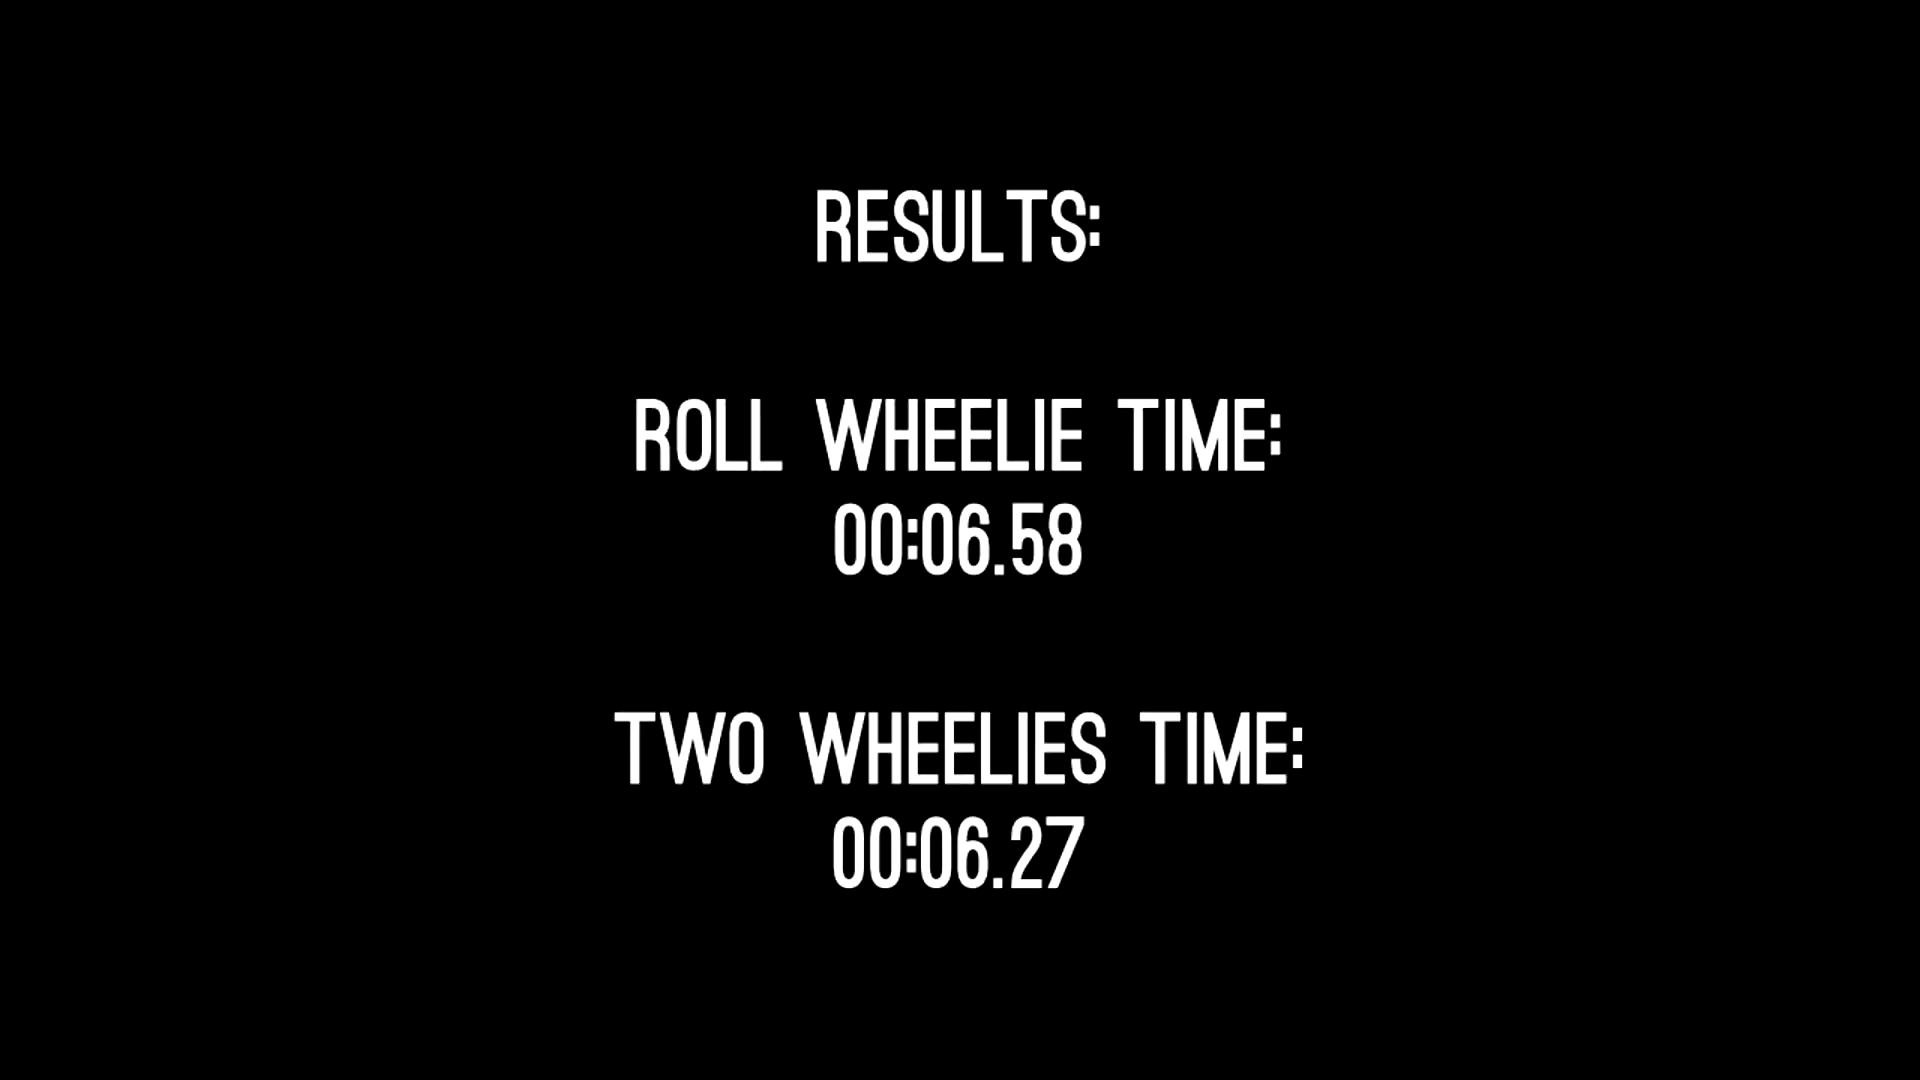 RESULTS:
ROLL WHEELIE TIME:
00:06.58
TWO WHEELIES TIME:
00:06.27